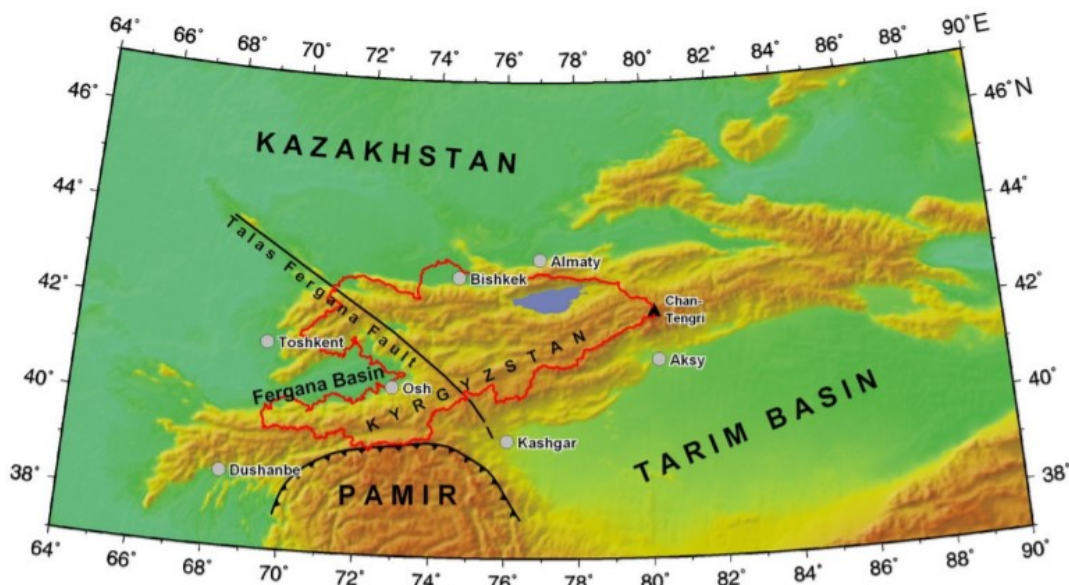 64° 66° 68° 70° 72° 74° 76° 78° 80° 82° 84° 86° 88° 90° E
46° 46° N
KAZAKHSTAN
44° 44°
Talas Fergana Fault
Almaty
Bishkek
42° 42°
Chan-
Tengri
Toshkent
KYRGYZSTAN
Aksy
40° 40°
Fergana Basin
Osh
TARIM BASIN
Kashgar
38° 38°
Dushanbe
PAMIR
64° 66° 68° 70° 72° 74° 76° 78° 80° 82° 84° 86° 88° 90°